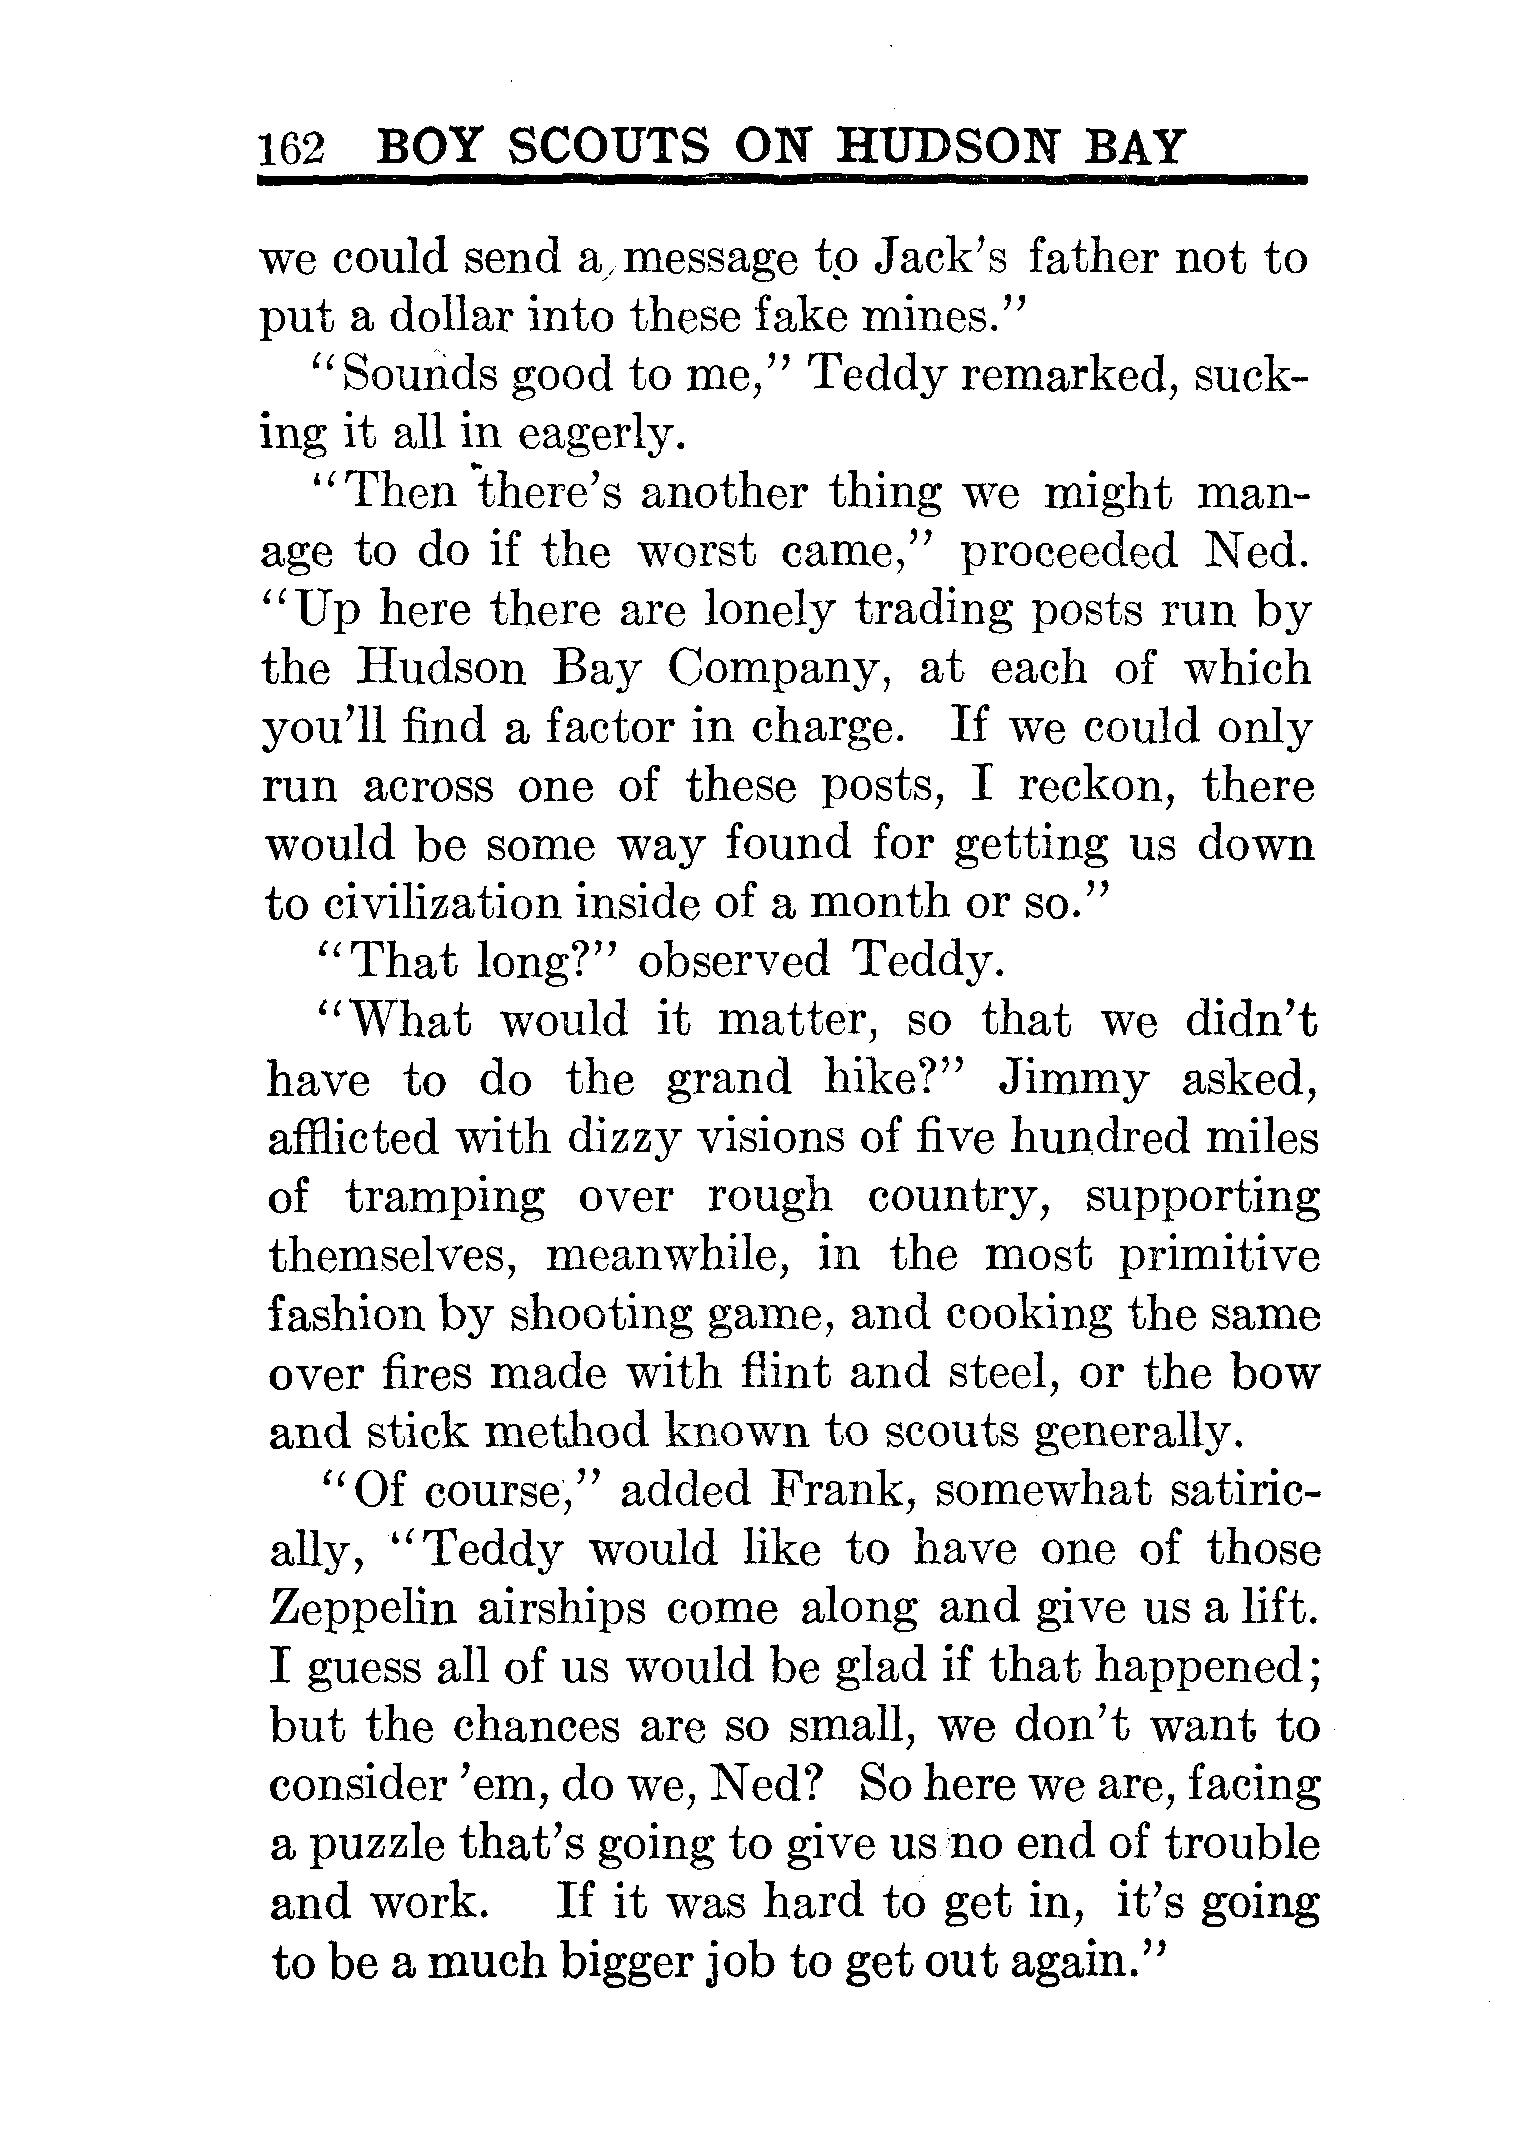 162 BOY SCOUTS ON HUDSON BAY
we could send a message to Jack's father not to
put a dollar into these fake mines."
"Sounds good to me," Teddy remarked, suck-
ing it all in eagerly.
"Then there's another thing we might man-
age to do if the worst came," proceeded Ned.
"Up here there are lonely trading posts run by
the Hudson Bay Company, at each of which
you'll find a factor in charge. If we could only
run across one of these posts, I reckon, there
would be some way found for getting us down
to civilization inside of a month or so."
"That long?" observed Teddy.
"What would it matter, so that we didn't
have to do the grand hike?" Jimmy asked,
afflicted with dizzy visions of five hundred miles
of tramping over rough country, supporting
themselves, meanwhile, in the most primitive
fashion by shooting game, and cooking the same
over fires made with flint and steel, or the bow
and stick method known to scouts generally.
"Of course," added Frank, somewhat satiric-
ally, "Teddy would like to have one of those
Zeppelin airships come along and give us a lift.
I guess all of us would be glad if that happened;
but the chances are so small, we don't want to
consider 'em, do we, Ned? So here we are, facing
a puzzle that's going to give us no end of trouble
and work. If it was hard to get in, it's going
to be a much bigger job to get out again."